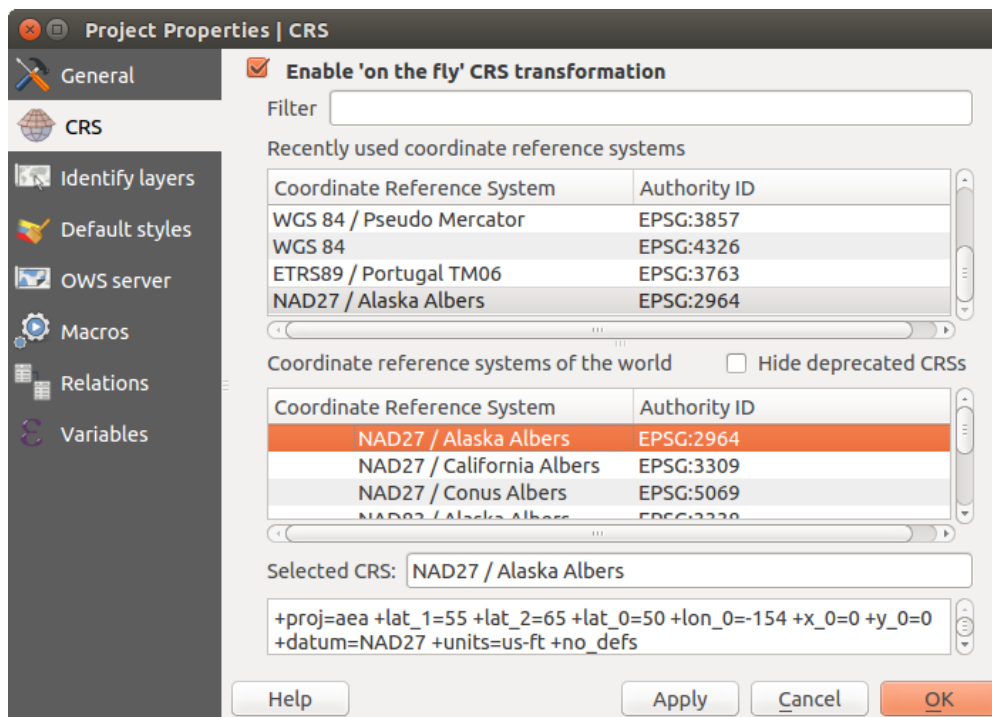 Project Properties | CRS
General
CRS
Identify layers
Default styles
OWS server
Macros
Relations
Variables
Enable 'on the fly' CRS transformation
Filter
Recently used coordinate reference systems
Coordinate Reference System Authority ID
WGS 84 / Pseudo Mercator EPSG:3857
WGS 84 EPSG:4326
ETRS89 / Portugal TM06 EPSG:3763
NAD27 / Alaska Albers EPSG:2964
Coordinate reference systems of the world Hide deprecated CRSs
Coordinate Reference System Authority ID
NAD27 / Alaska Albers EPSG:2964
NAD27 / California Albers EPSG:3309
NAD27 / Conus Albers EPSG:5069
NAD83 / Alaska Albers EPSG:3338
Selected CRS: NAD27 / Alaska Albers
+proj=aea +lat_1=55 +lat_2=65 +lat_0=50 +lon_0=-154 +x_0=0 +y_0=0
+datum=NAD27 +units=us-ft +no_defs
Help Apply Cancel OK